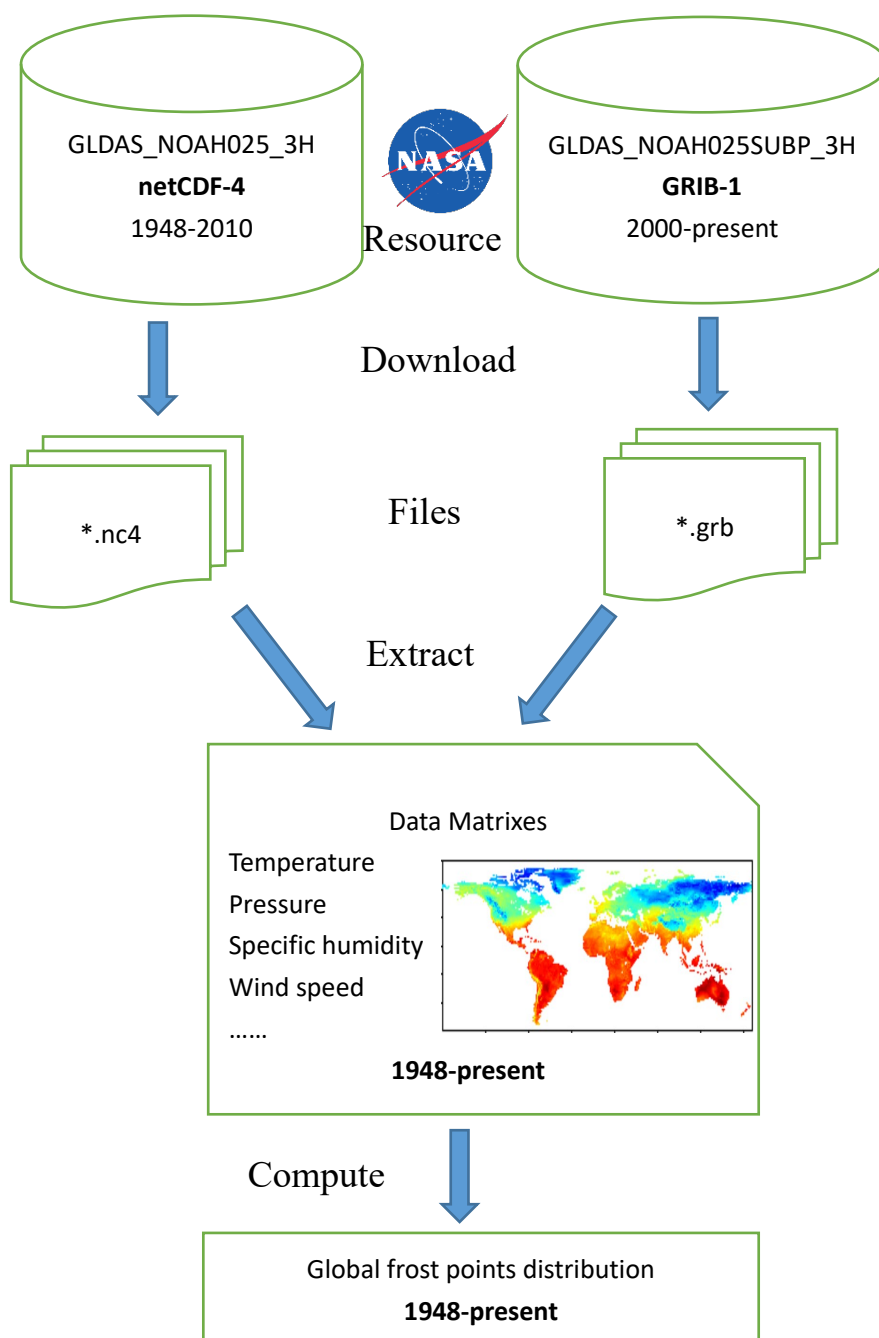 GLDAS_NOAH025_3H
netCDF-4
1948-2010
NASA
Resource
GLDAS_NOAH025SUBP_3H
GRIB-1
2000-present
Download
*.nc4
Files
*.grb
Extract
Data Matrixes
Temperature
Pressure
Specific humidity
Wind speed
......
1948-present
Compute
Global frost points distribution
1948-present